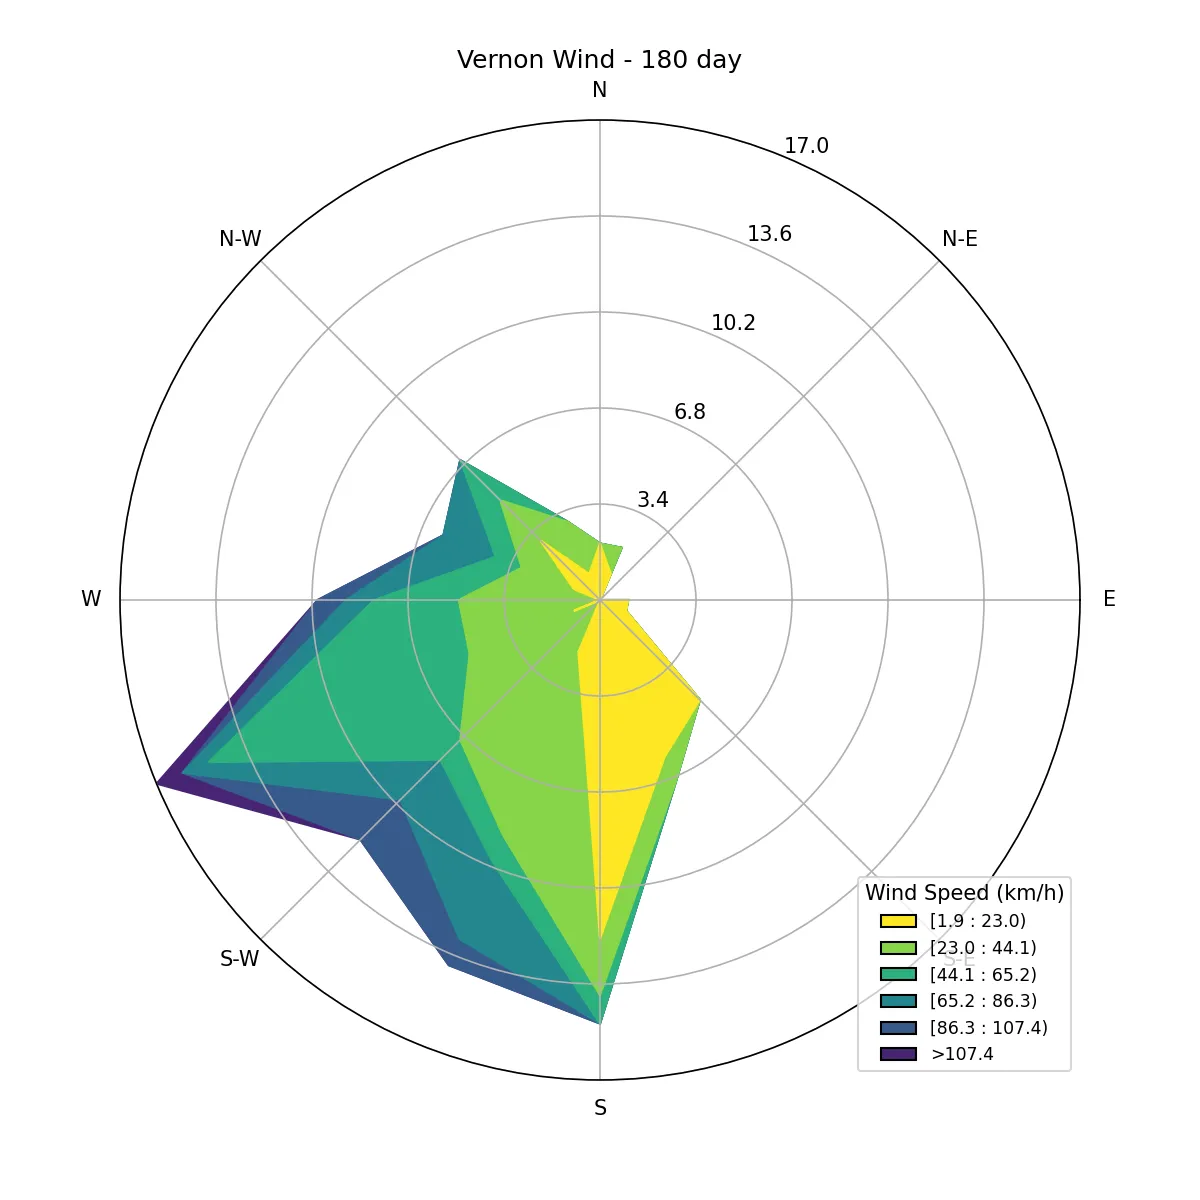 Vernon Wind - 180 day
N
17.0
N-W
13.6
N-E
10.2
6.8
3.4
W
E
S-W
S-E
S
Wind Speed (km/h)
[1.9 : 23.0)
[23.0 : 44.1)
[44.1 : 65.2)
[65.2 : 86.3)
[86.3 : 107.4)
>107.4